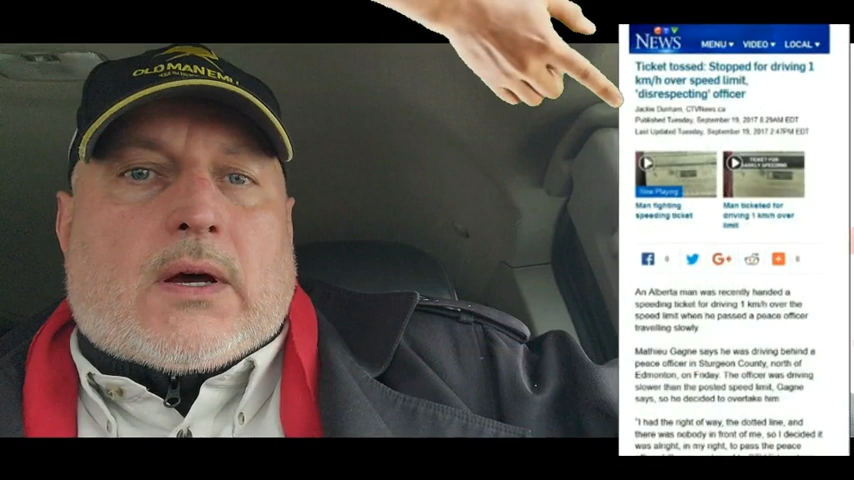 OLD MAN EMU
CTV
NEWS MENU VIDEO LOCAL
Ticket tossed: Stopped for driving 1
km/h over speed limit,
'disrespecting' officer
Jackie Dunham, CTVNews.ca
Published Tuesday, September 19, 2017 8:29AM EDT
Last Updated Tuesday, September 19, 2017 2:47PM EDT
TICKET FOR
BARELY SPEEDING
Now Playing
Man fighting
speeding ticket
Man ticketed for
driving 1 km/h over
limit
0
0
An Alberta man was recently handed a
speeding ticket for driving 1 km/h over the
speed limit when he passed a peace officer
travelling slowly.
Mathieu Gagne says he was driving behind a
peace officer in Sturgeon County, north of
Edmonton, on Friday. The officer was driving
slower than the posted speed limit, Gagne
says, so he decided to overtake him.
"I had the right of way, the dotted line, and
there was nobody in front of me, so I decided it
was alright, in my right, to pass the peace